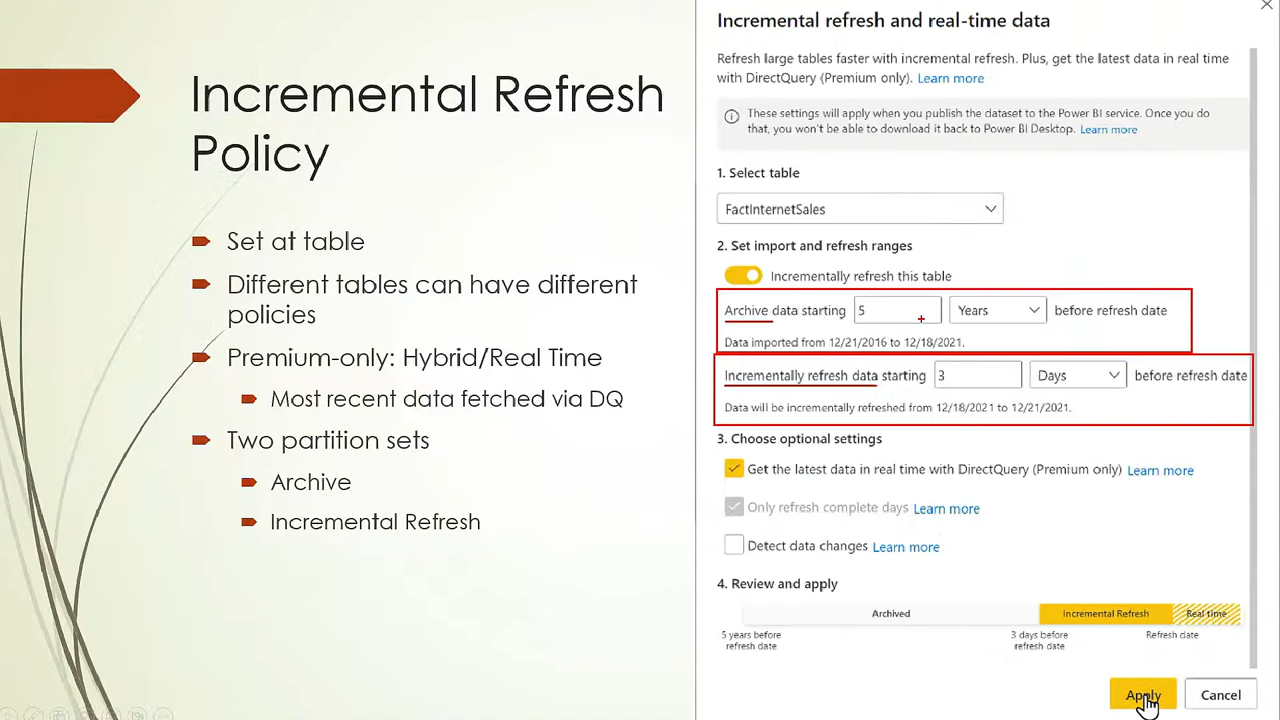 Incremental Refresh
Policy
Set at table
Different tables can have different
policies
Premium-only: Hybrid/Real Time
Most recent data fetched via DQ
Two partition sets
Archive
Incremental Refresh
Incremental refresh and real-time data
Refresh large tables faster with incremental refresh. Plus, get the latest data in real time
with DirectQuery (Premium only). Learn more
These settings will apply when you publish the dataset to the Power BI service. Once you do
that, you won't be able to download it back to Power BI Desktop. Learn more
1. Select table
FactInternetSales
2. Set import and refresh ranges
Incrementally refresh this table
Archive data starting 5 Years before refresh date
Data imported from 12/21/2016 to 12/18/2021.
Incrementally refresh data starting 3 Days before refresh date
Data will be incrementally refreshed from 12/18/2021 to 12/21/2021.
3. Choose optional settings
Get the latest data in real time with DirectQuery (Premium only) Learn more
Only refresh complete days Learn more
Detect data changes Learn more
4. Review and apply
Archived Incremental Refresh Real time
5 years before 3 days before Refresh date
refresh date refresh date
Apply Cancel